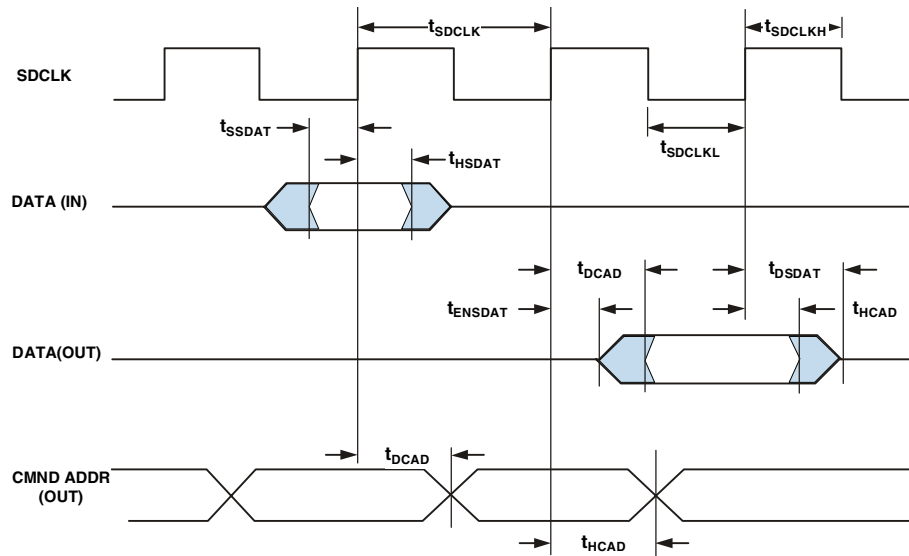 tSDCLK
tSDCLKH
SDCLK
tSSDAT
tHSDAT
tSDCLKL
DATA (IN)
tDCAD
tDSDAT
tENSDAT
tHCAD
DATA(OUT)
tDCAD
CMND ADDR
(OUT)
tHCAD